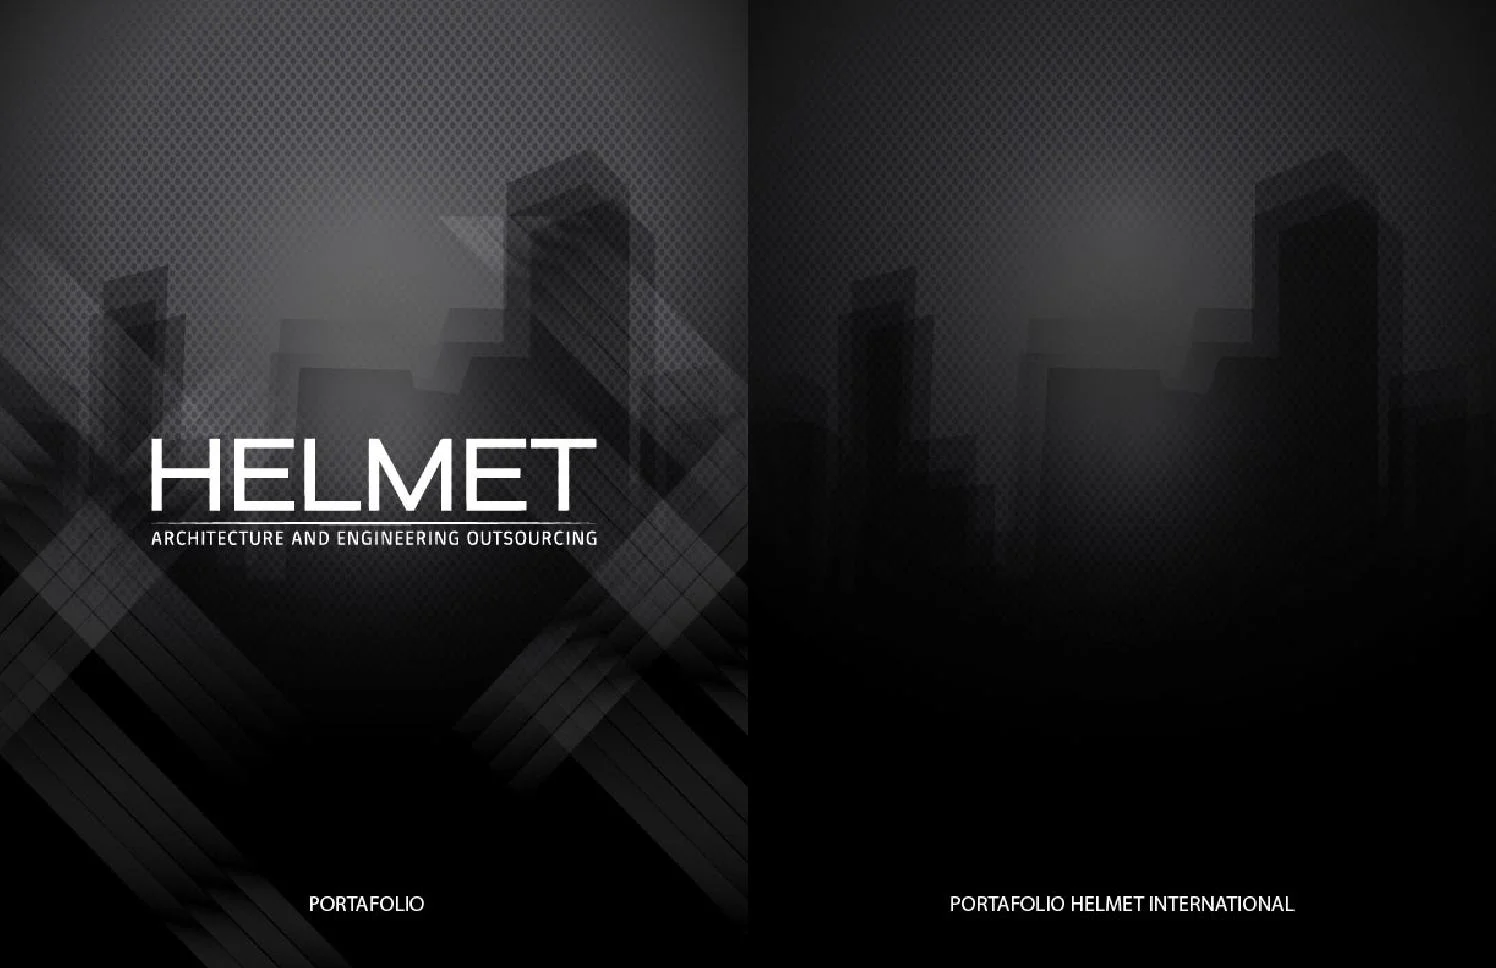 HELMET
ARCHITECTURE AND ENGINEERING OUTSOURCING
PORTAFOLIO
PORTAFOLIO HELMET INTERNATIONAL